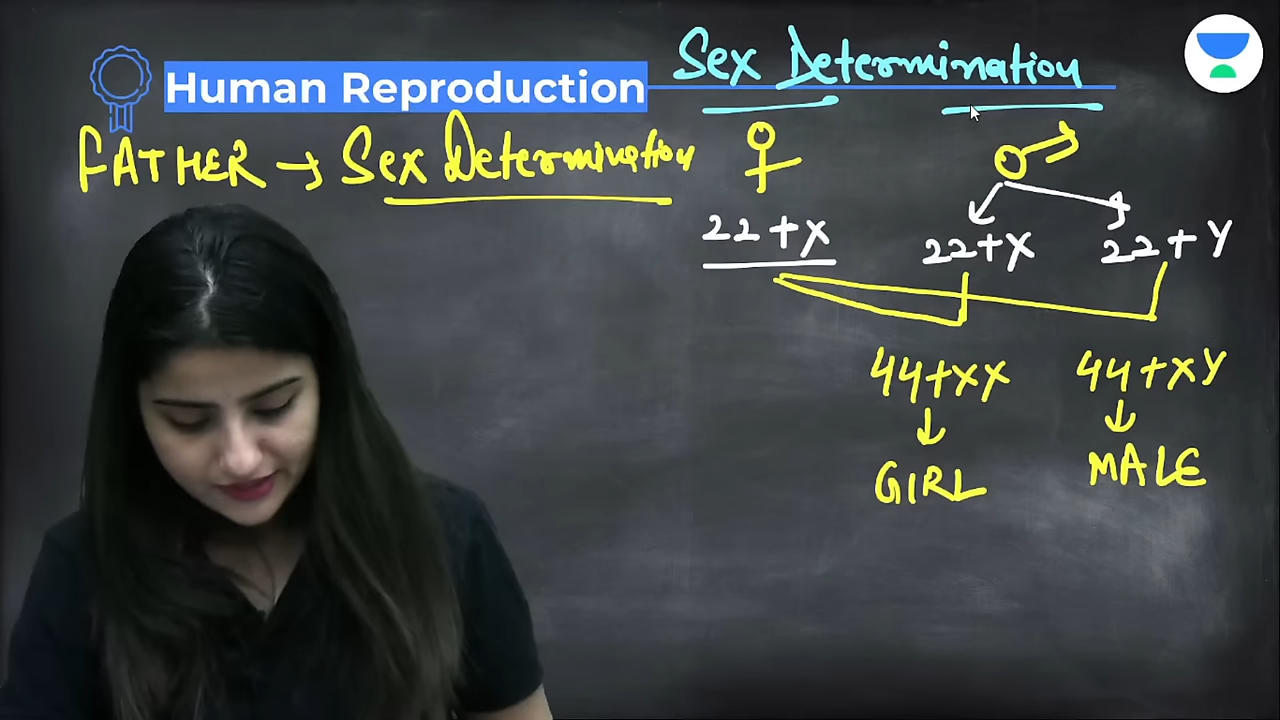 Sex Determination
Human Reproduction
FATHER → Sex Determination
♀ ♂
22+X 22+X 22+Y
44+XX 44+XY
↓ ↓
GIRL MALE